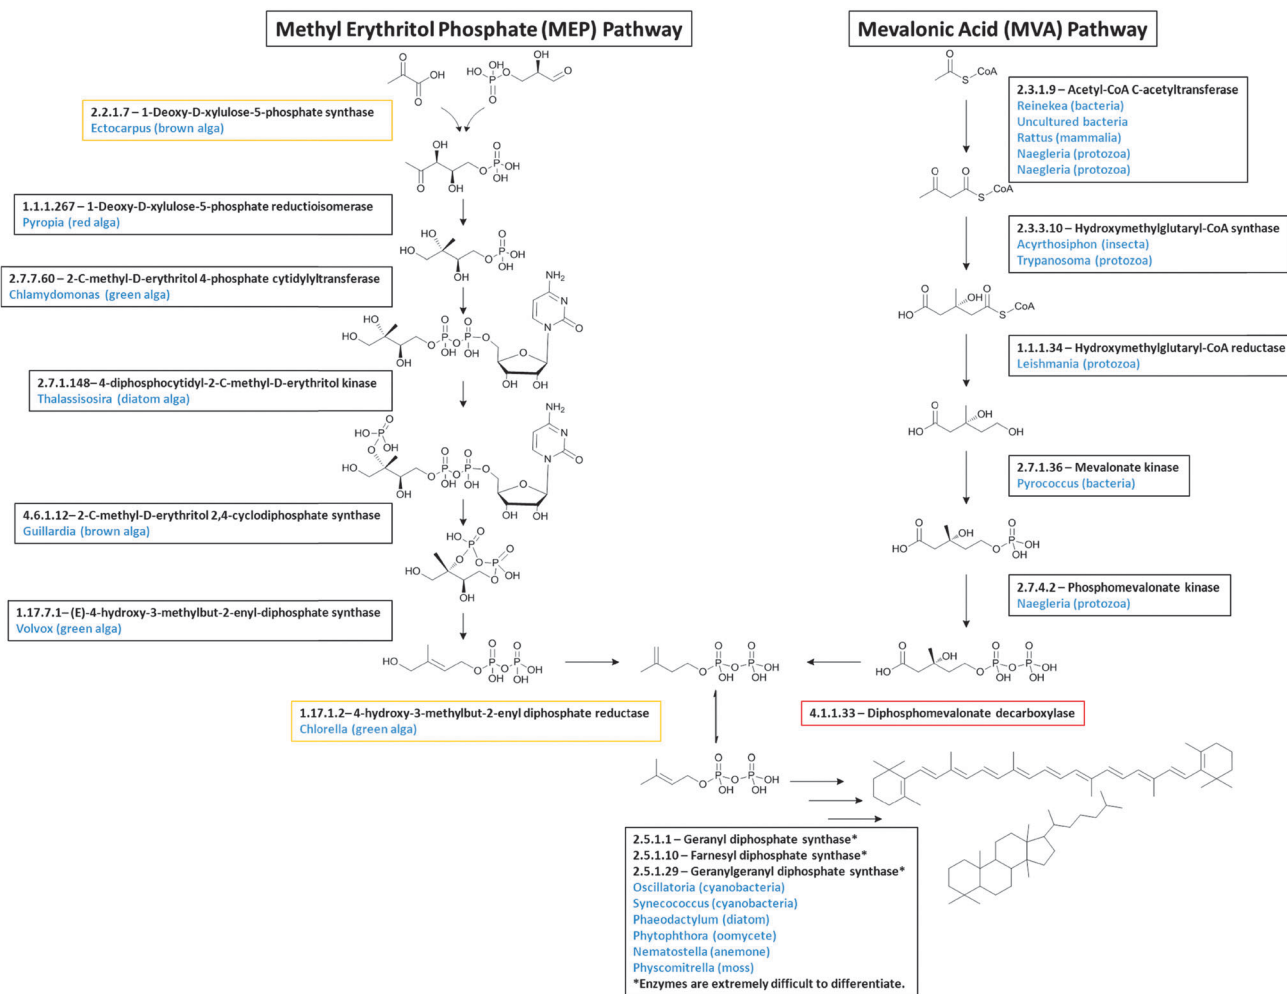 Methyl Erythritol Phosphate (MEP) Pathway
2.2.1.7 – 1-Deoxy-D-xylulose-5-phosphate synthase
Ectocarpus (brown alga)
1.1.1.267 – 1-Deoxy-D-xylulose-5-phosphate reductioisomerase
Pyropia (red alga)
2.7.7.60 – 2-C-methyl-D-erythritol 4-phosphate cytidylyltransferase
Chlamydomonas (green alga)
2.7.1.148– 4-diphosphocytidyl-2-C-methyl-D-erythritol kinase
Thalassisosira (diatom alga)
4.6.1.12– 2-C-methyl-D-erythritol 2,4-cyclodiphosphate synthase
Guillardia (brown alga)
1.17.7.1– (E)-4-hydroxy-3-methylbut-2-enyl-diphosphate synthase
Volvox (green alga)
1.17.1.2– 4-hydroxy-3-methylbut-2-enyl diphosphate reductase
Chlorella (green alga)
Mevalonic Acid (MVA) Pathway
2.3.1.9 – Acetyl-CoA C-acetyltransferase
Reinekea (bacteria)
Uncultured bacteria
Rattus (mammalia)
Naegleria (protozoa)
Naegleria (protozoa)
2.3.3.10 – Hydroxymethylglutaryl-CoA synthase
Acyrthosiphon (insecta)
Trypanosoma (protozoa)
1.1.1.34 – Hydroxymethylglutaryl-CoA reductase
Leishmania (protozoa)
2.7.1.36 – Mevalonate kinase
Pyrococcus (bacteria)
2.7.4.2 – Phosphomevalonate kinase
Naegleria (protozoa)
4.1.1.33 – Diphosphomevalonate decarboxylase
2.5.1.1 – Geranyl diphosphate synthase*
2.5.1.10 – Farnesyl diphosphate synthase*
2.5.1.29 – Geranylgeranyl diphosphate synthase*
Oscillatoria (cyanobacteria)
Synecococcus (cyanobacteria)
Phaeodactylum (diatom)
Phytophthora (oomycete)
Nematostella (anemone)
Physcomitrella (moss)
*Enzymes are extremely difficult to differentiate.